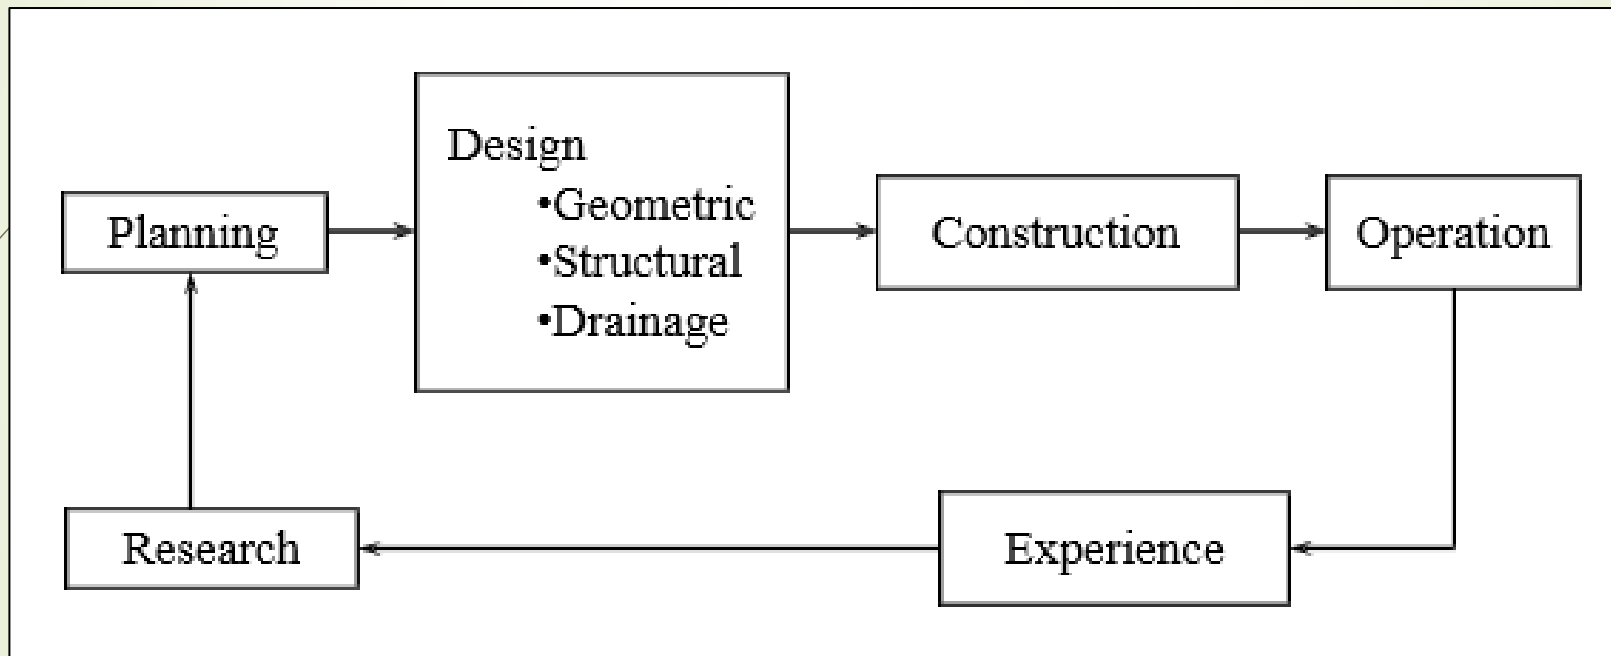 Planning
Design
•Geometric
•Structural
•Drainage
Construction
Operation
Research
Experience